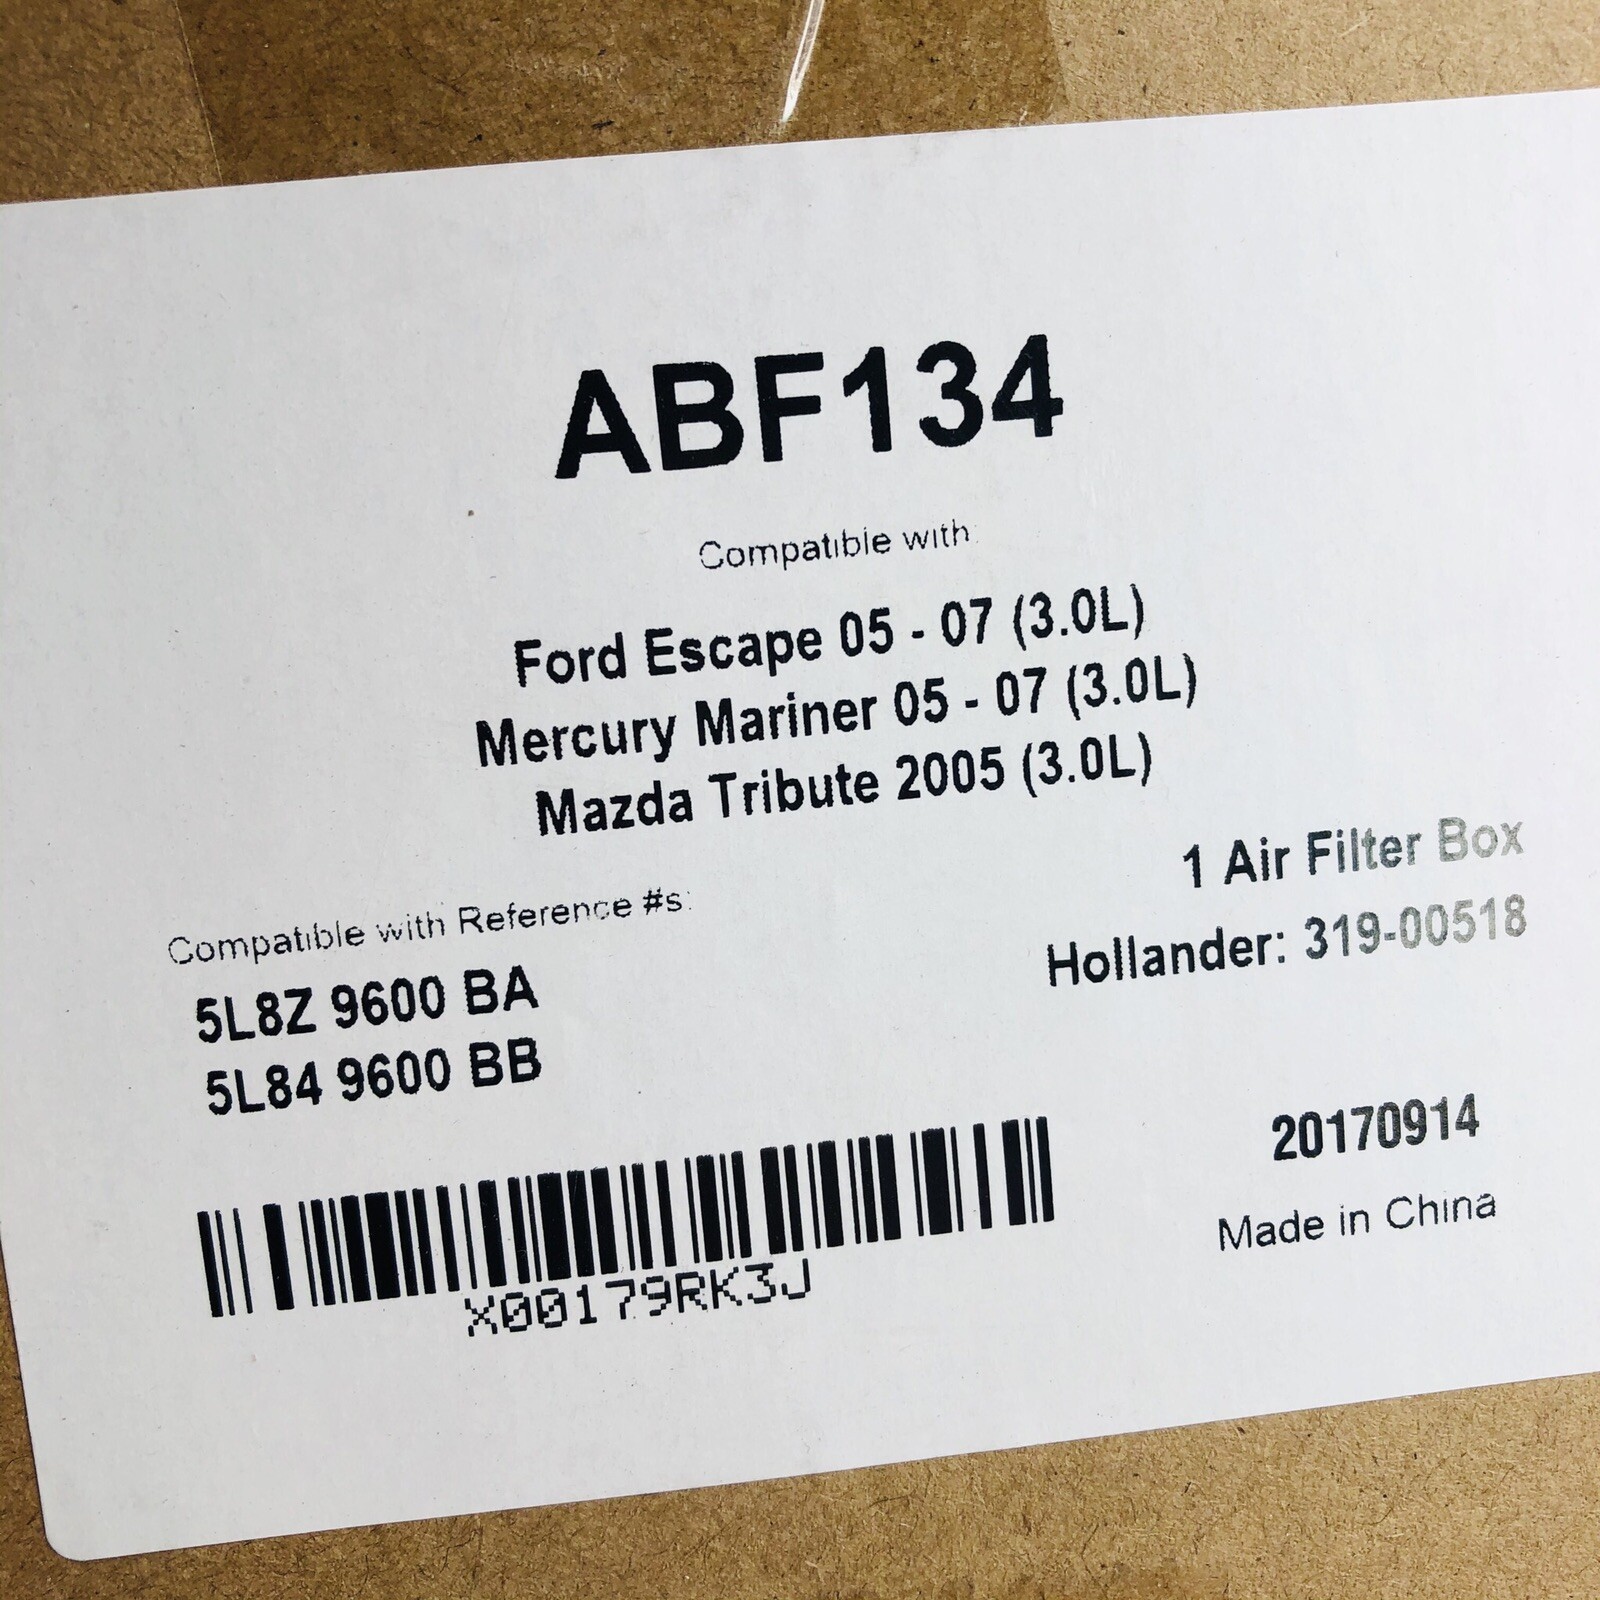 ABF134
Compatible with:
Ford Escape 05 - 07 (3.0L)
Mercury Mariner 05 - 07 (3.0L)
Mazda Tribute 2005 (3.0L)
1 Air Filter Box
Hollander: 319-00518
Compatible with Reference #s:
5L8Z 9600 BA
5L84 9600 BB
X00179RK3J
20170914
Made in China